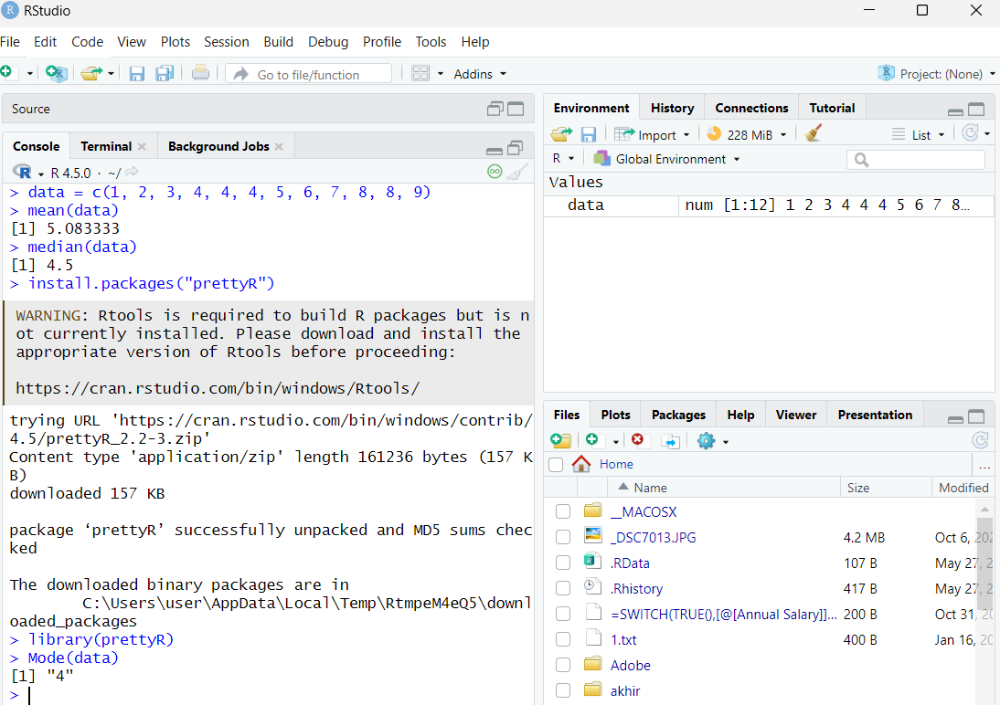 RStudio
File Edit Code View Plots Session Build Debug Profile Tools Help
Go to file/function Addins Project: (None)
Source
Console Terminal Background Jobs
R 4.5.0 · ~/
> data = c(1, 2, 3, 4, 4, 4, 5, 6, 7, 8, 8, 9)
> mean(data)
[1] 5.083333
> median(data)
[1] 4.5
> install.packages("prettyR")
WARNING: Rtools is required to build R packages but is n
ot currently installed. Please download and install the
appropriate version of Rtools before proceeding:
https://cran.rstudio.com/bin/windows/Rtools/
trying URL 'https://cran.rstudio.com/bin/windows/contrib/
4.5/prettyR_2.2-3.zip'
Content type 'application/zip' length 161236 bytes (157 K
B)
downloaded 157 KB
package ‘prettyR’ successfully unpacked and MD5 sums chec
ked
The downloaded binary packages are in
C:\Users\user\AppData\Local\Temp\RtmpeM4eQ5\downl
oaded_packages
> library(prettyR)
> Mode(data)
[1] "4"
>
Environment History Connections Tutorial
Import 228 MiB List
R Global Environment
Values
data num [1:12] 1 2 3 4 4 4 5 6 7 8…
Files Plots Packages Help Viewer Presentation
Home ...
Name Size Modified
__MACOSX
_DSC7013.JPG 4.2 MB Oct 6,
.RData 107 B May 27,
.Rhistory 417 B May 27,
=SWITCH(TRUE(),[@[Annual Salary]]... 200 B Oct 31,
1.txt 400 B Jan 16,
Adobe
akhir